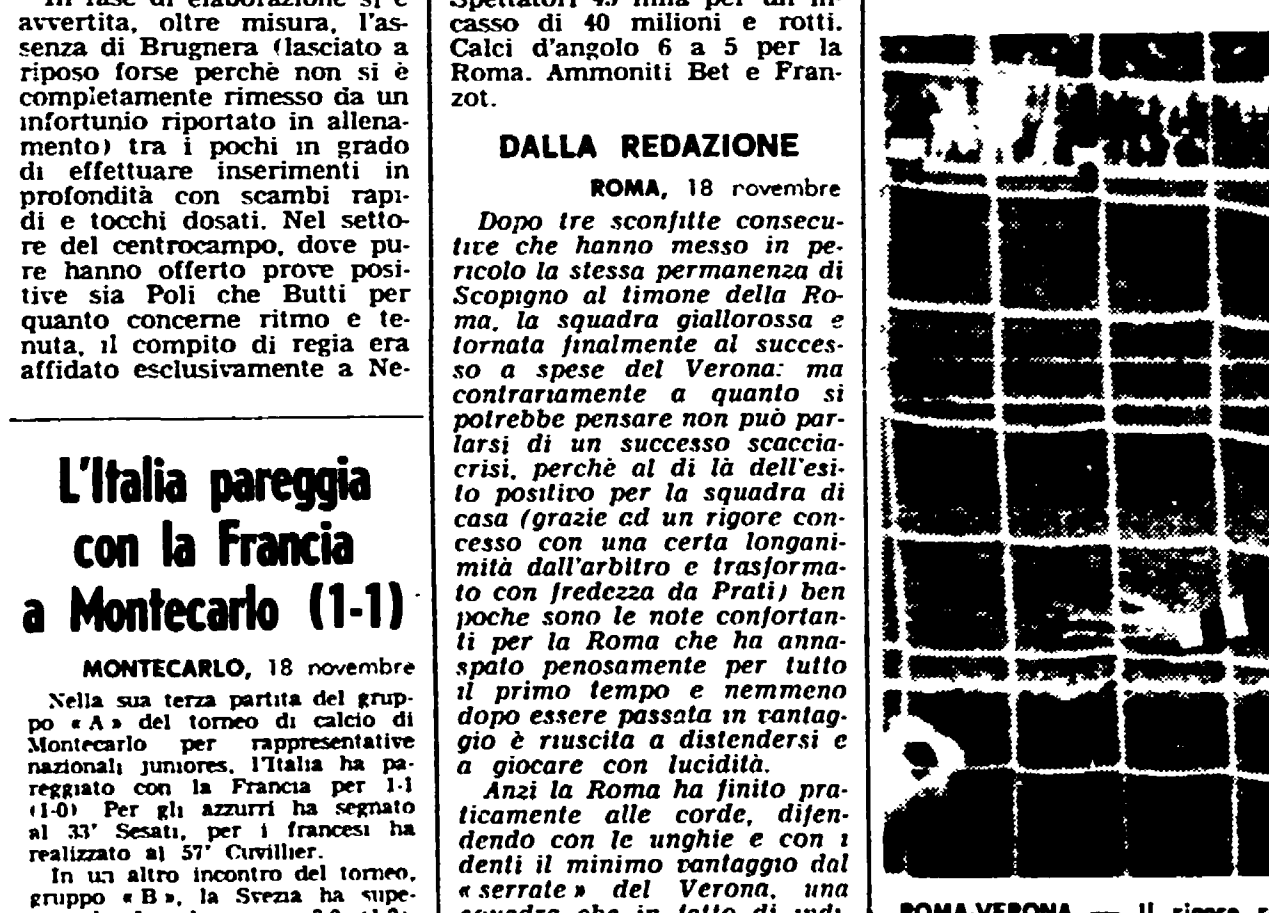 In fase di elaborazione si è
avvertita, oltre misura, l'as-
senza di Brugnera (lasciato a
riposo forse perchè non si è
completamente rimesso da un
infortunio riportato in allena-
mento) tra i pochi in grado
di effettuare inserimenti in
profondità con scambi rapi-
di e tocchi dosati. Nel setto-
re del centrocampo, dove pu-
re hanno offerto prove posi-
tive sia Poli che Butti per
quanto concerne ritmo e te-
nuta, il compito di regia era
affidato esclusivamente a Ne-
L'Italia pareggia
con la Francia
a Montecarlo (1-1)
MONTECARLO, 18 novembre
Nella sua terza partita del grup-
po « A » del torneo di calcio di
Montecarlo per rappresentative
nazionali juniores, l'Italia ha pa-
reggiato con la Francia per 1-1
(1-0) Per gli azzurri ha segnato
al 33' Sesati, per i francesi ha
realizzato al 57' Cuvillier.
In un altro incontro del torneo,
gruppo « B », la Svezia ha supe-
Spettatori 45 mila per un in-
casso di 40 milioni e rotti.
Calci d'angolo 6 a 5 per la
Roma. Ammoniti Bet e Fran-
zot.
DALLA REDAZIONE
ROMA, 18 novembre
Dopo tre sconfitte consecu-
tive che hanno messo in pe-
ricolo la stessa permanenza di
Scopigno al timone della Ro-
ma, la squadra giallorossa e
tornata finalmente al succes-
so a spese del Verona: ma
contrariamente a quanto si
potrebbe pensare non può par-
larsi di un successo scaccia-
crisi, perchè al di là dell'esi-
to positivo per la squadra di
casa (grazie ad un rigore con-
cesso con una certa longani-
mità dall'arbitro e trasforma-
to con fredezza da Prati) ben
poche sono le note confortan-
ti per la Roma che ha anna-
spato penosamente per tutto
il primo tempo e nemmeno
dopo essere passata in vantag-
gio è riuscita a distendersi e
a giocare con lucidità.
Anzi la Roma ha finito pra-
ticamente alle corde, difen-
dendo con le unghie e con i
denti il minimo vantaggio dal
« serrate » del Verona, una
squadra che in fatto di indi-
ROMA-VERONA — Il rigore